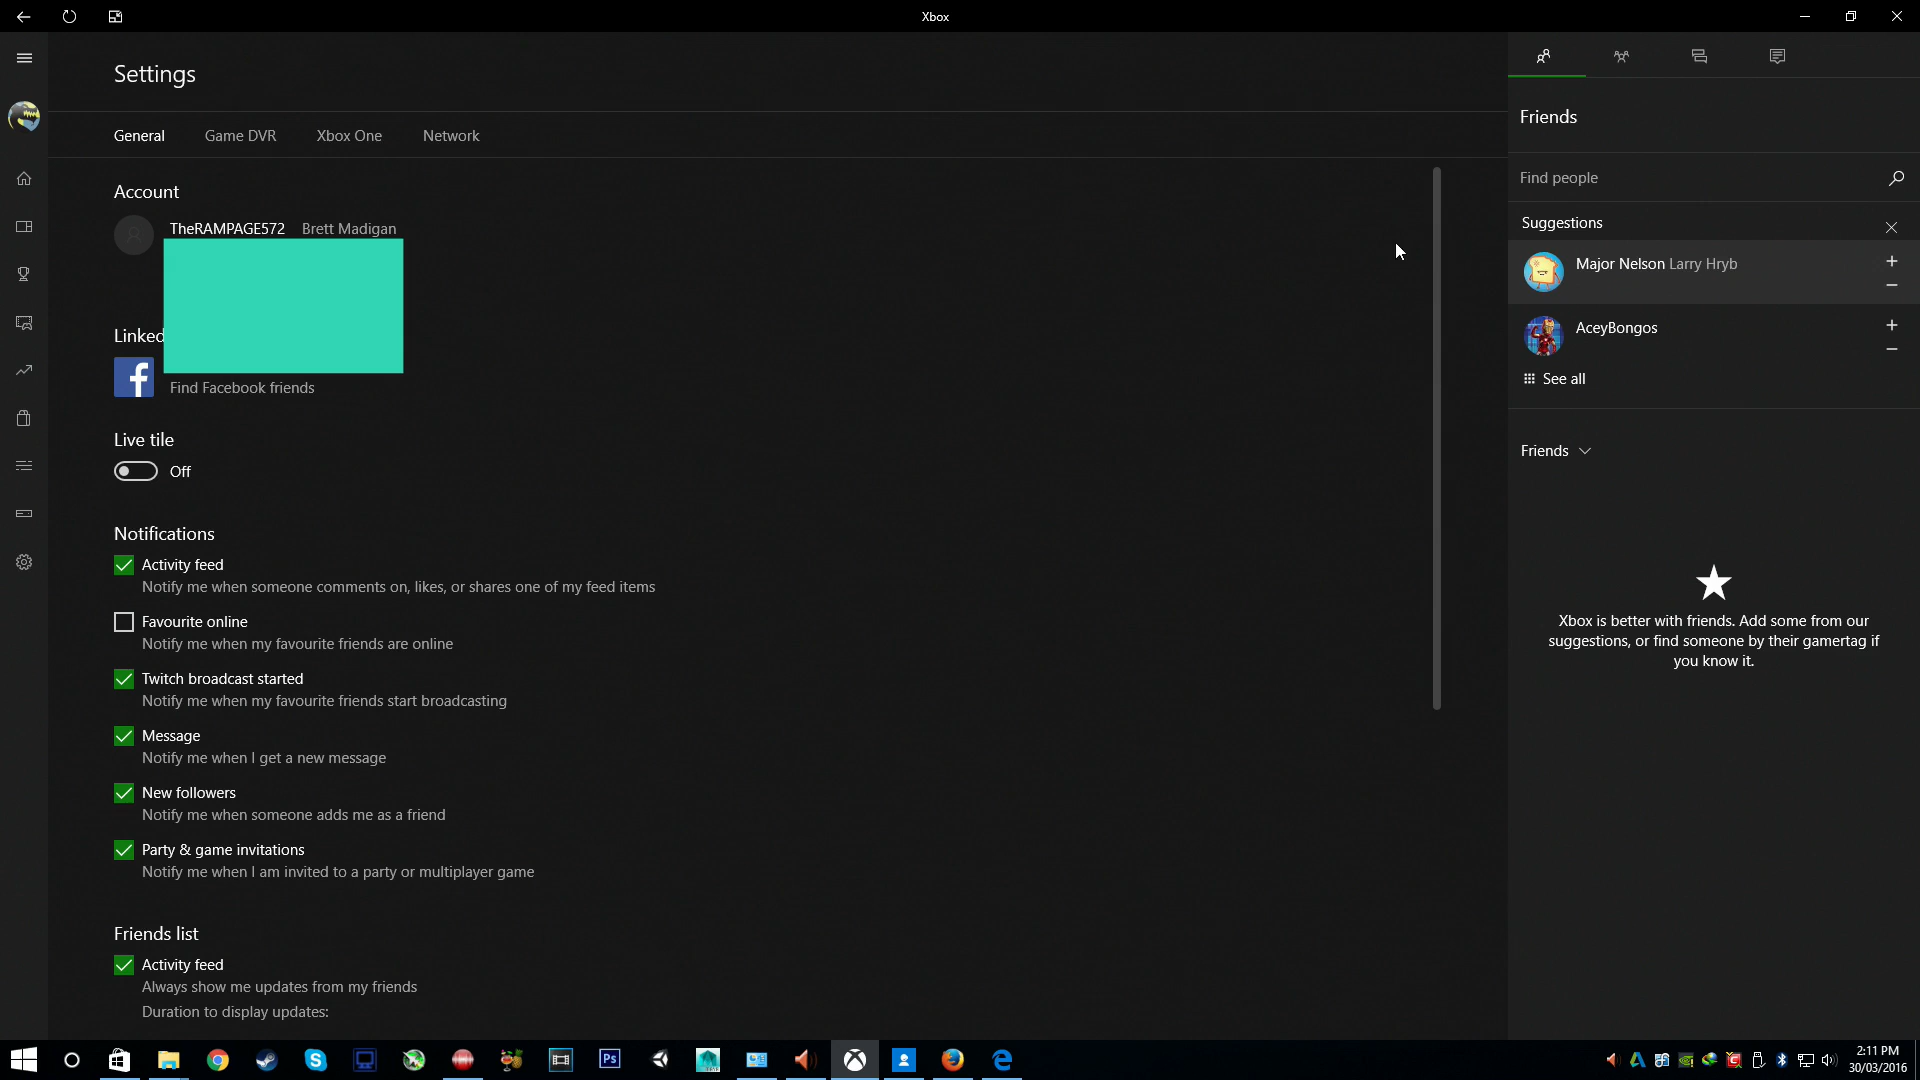 Xbox
Settings
General
Game DVR
Xbox One
Network
Account
TheRAMPAGE572 Brett Madigan
Linked
Find Facebook friends
Live tile
Off
Notifications
Activity feed
Notify me when someone comments on, likes, or shares one of my feed items
Favourite online
Notify me when my favourite friends are online
Twitch broadcast started
Notify me when my favourite friends start broadcasting
Message
Notify me when I get a new message
New followers
Notify me when someone adds me as a friend
Party & game invitations
Notify me when I am invited to a party or multiplayer game
Friends list
Activity feed
Always show me updates from my friends
Duration to display updates:
Friends
Find people
Suggestions
Major Nelson Larry Hryb
AceyBongos
See all
Friends
Xbox is better with friends. Add some from our
suggestions, or find someone by their gamertag if
you know it.
Ps
2:11 PM
30/03/2016